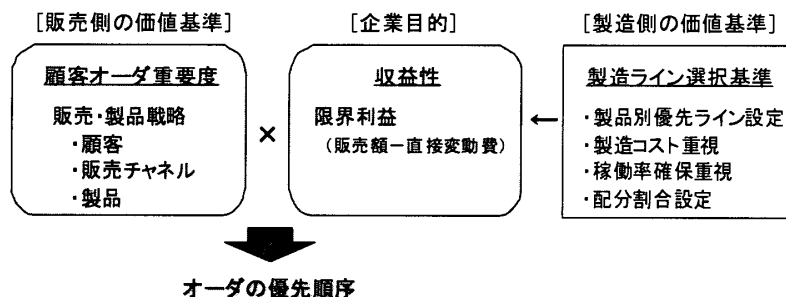 [販売側の価値基準]
[企業目的]
[製造側の価値基準]
顧客オーダ重要度
販売・製品戦略
・顧客
・販売チャネル
・製品
×
収益性
限界利益
(販売額ー直接変動費)
←
製造ライン選択基準
・製品別優先ライン設定
・製造コスト重視
・稼働率確保重視
・配分割合設定
オーダの優先順序